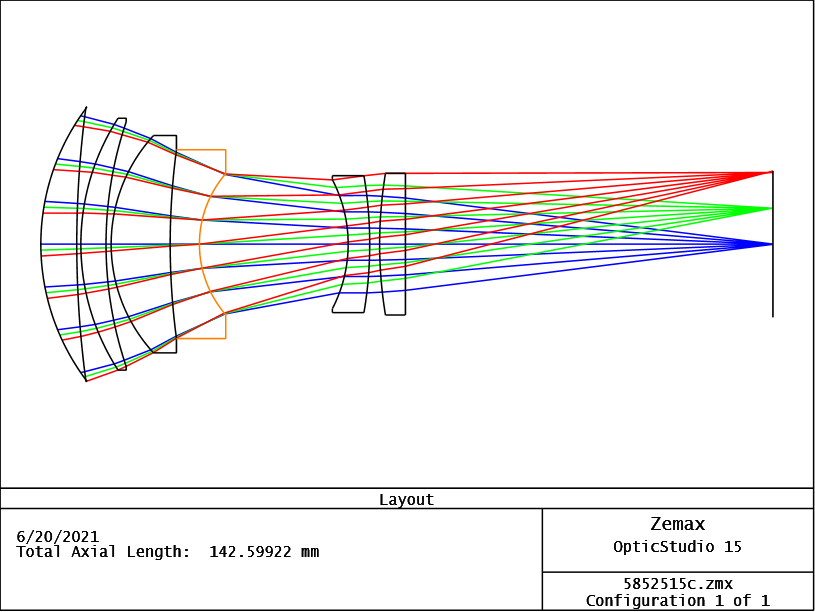 Layout
6/20/2021
Total Axial Length:  142.59922 mm
Zemax
OpticStudio 15
5852515c.zmx
Configuration 1 of 1